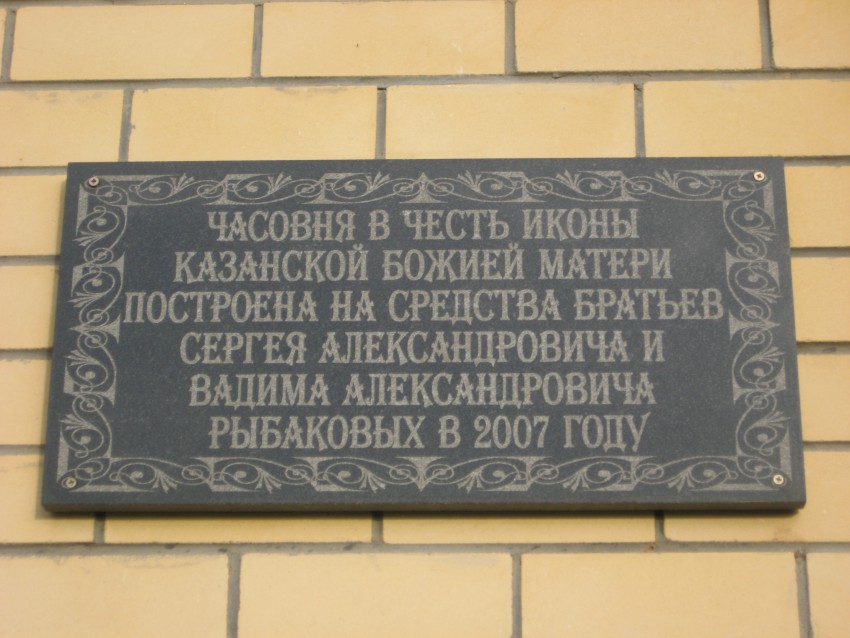 ЧАСОВНЯ В ЧЕСТЬ ИКОНЫ
КАЗАНСКОЙ БОЖИЕЙ МАТЕРИ
ПОСТРОЕНА НА СРЕДСТВА БРАТЬЕВ
СЕРГЕЯ АЛЕКСАНДРОВИЧА И
ВАДИМА АЛЕКСАНДРОВИЧА
РЫБАКОВЫХ В 2007 ГОДУ